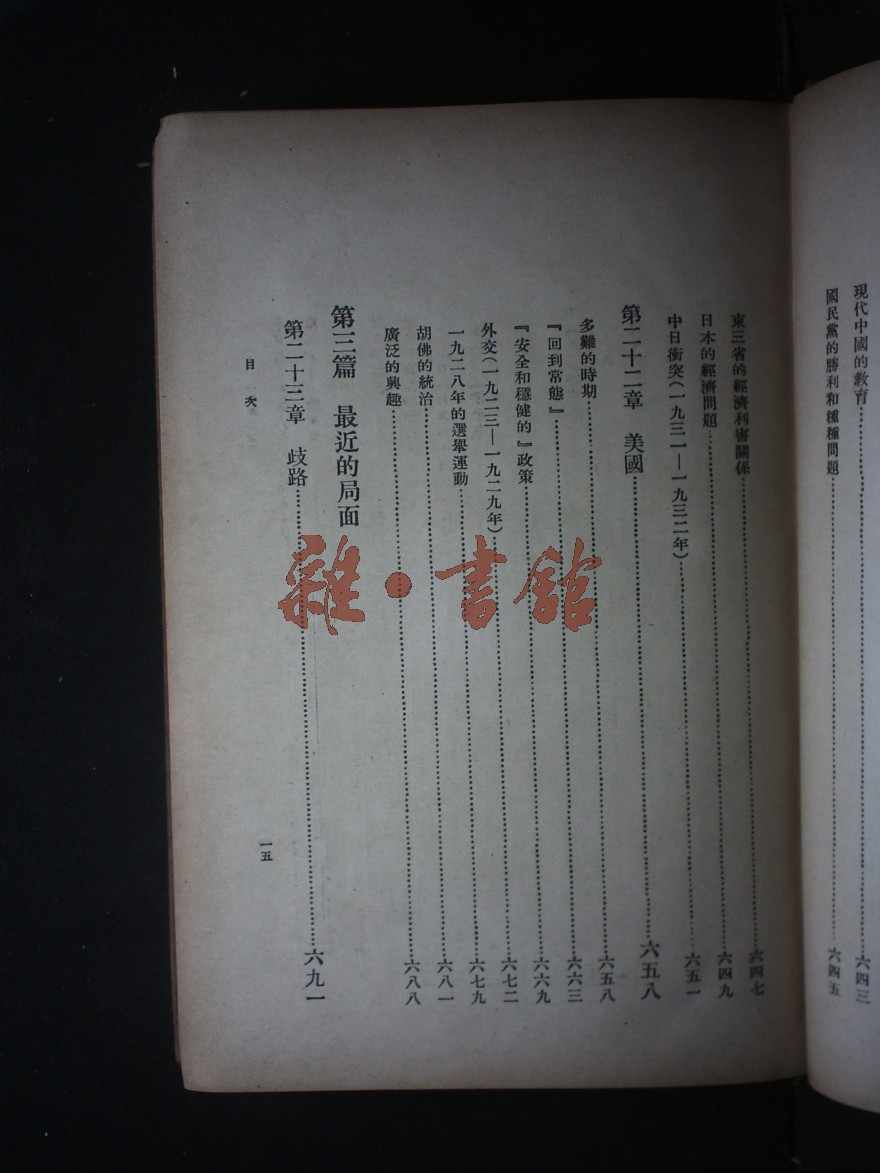 現代中國的教育……六四三
國民黨的勝利和種種問題……六四五
東三省的經濟利害關係……六四七
日本的經濟問題……六四九
中日衝突(一九三一—一九三二年)……六五一
第二十二章 美國……六五八
多難的時期……六五八
『回到常態』……六六三
『安全和穩健的』政策……六六九
外交(一九二三—一九二九年)……六七二
一九二八年的選舉運動……六七九
胡佛的統治……六八一
廣泛的興趣……六八八
第三篇 最近的局面
第二十三章 歧路……六九一
目次
一五
雜·書館